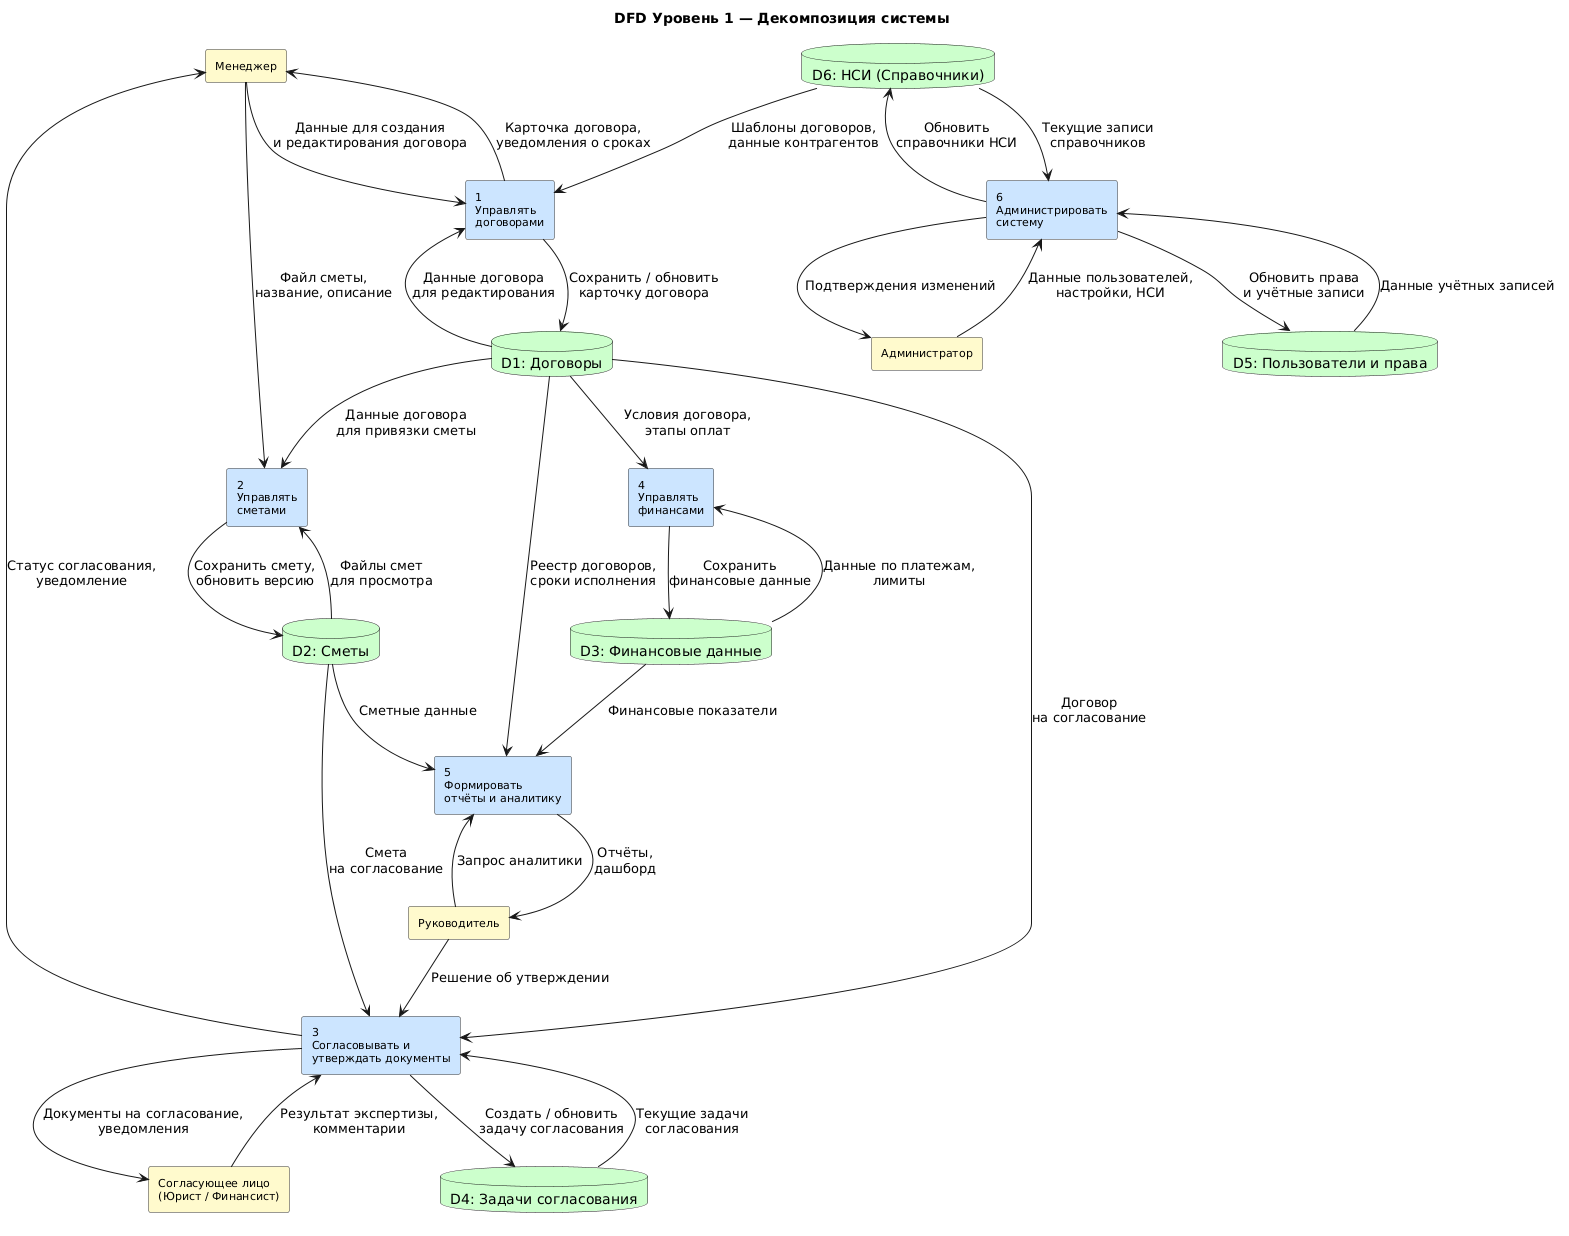 DFD Уровень 1 — Декомпозиция системы
Менеджер
D6: НСИ (Справочники)
Данные для создания
и редактирования договора
Карточка договора,
уведомления о сроках
Шаблоны договоров,
данные контрагентов
Обновить
справочники НСИ
Текущие записи
справочников
1
Управлять
договорами
6
Администрировать
систему
Файл сметы,
название, описание
Данные договора
для редактирования
Сохранить / обновить
карточку договора
Подтверждения изменений
Данные пользователей,
настройки, НСИ
Обновить права
и учётные записи
Данные учётных записей
D1: Договоры
Администратор
D5: Пользователи и права
Данные договора
для привязки сметы
Условия договора,
этапы оплат
2
Управлять
сметами
4
Управлять
финансами
Статус согласования,
уведомление
Сохранить смету,
обновить версию
Файлы смет
для просмотра
Реестр договоров,
сроки исполнения
Сохранить
финансовые данные
Данные по платежам,
лимиты
D2: Сметы
D3: Финансовые данные
Сметные данные
Финансовые показатели
Договор
на согласование
5
Формировать
отчёты и аналитику
Смета
на согласование
Запрос аналитики
Отчёты,
дашборд
Руководитель
Решение об утверждении
3
Согласовывать и
утверждать документы
Документы на согласование,
уведомления
Результат экспертизы,
комментарии
Создать / обновить
задачу согласования
Текущие задачи
согласования
Согласующее лицо
(Юрист / Финансист)
D4: Задачи согласования